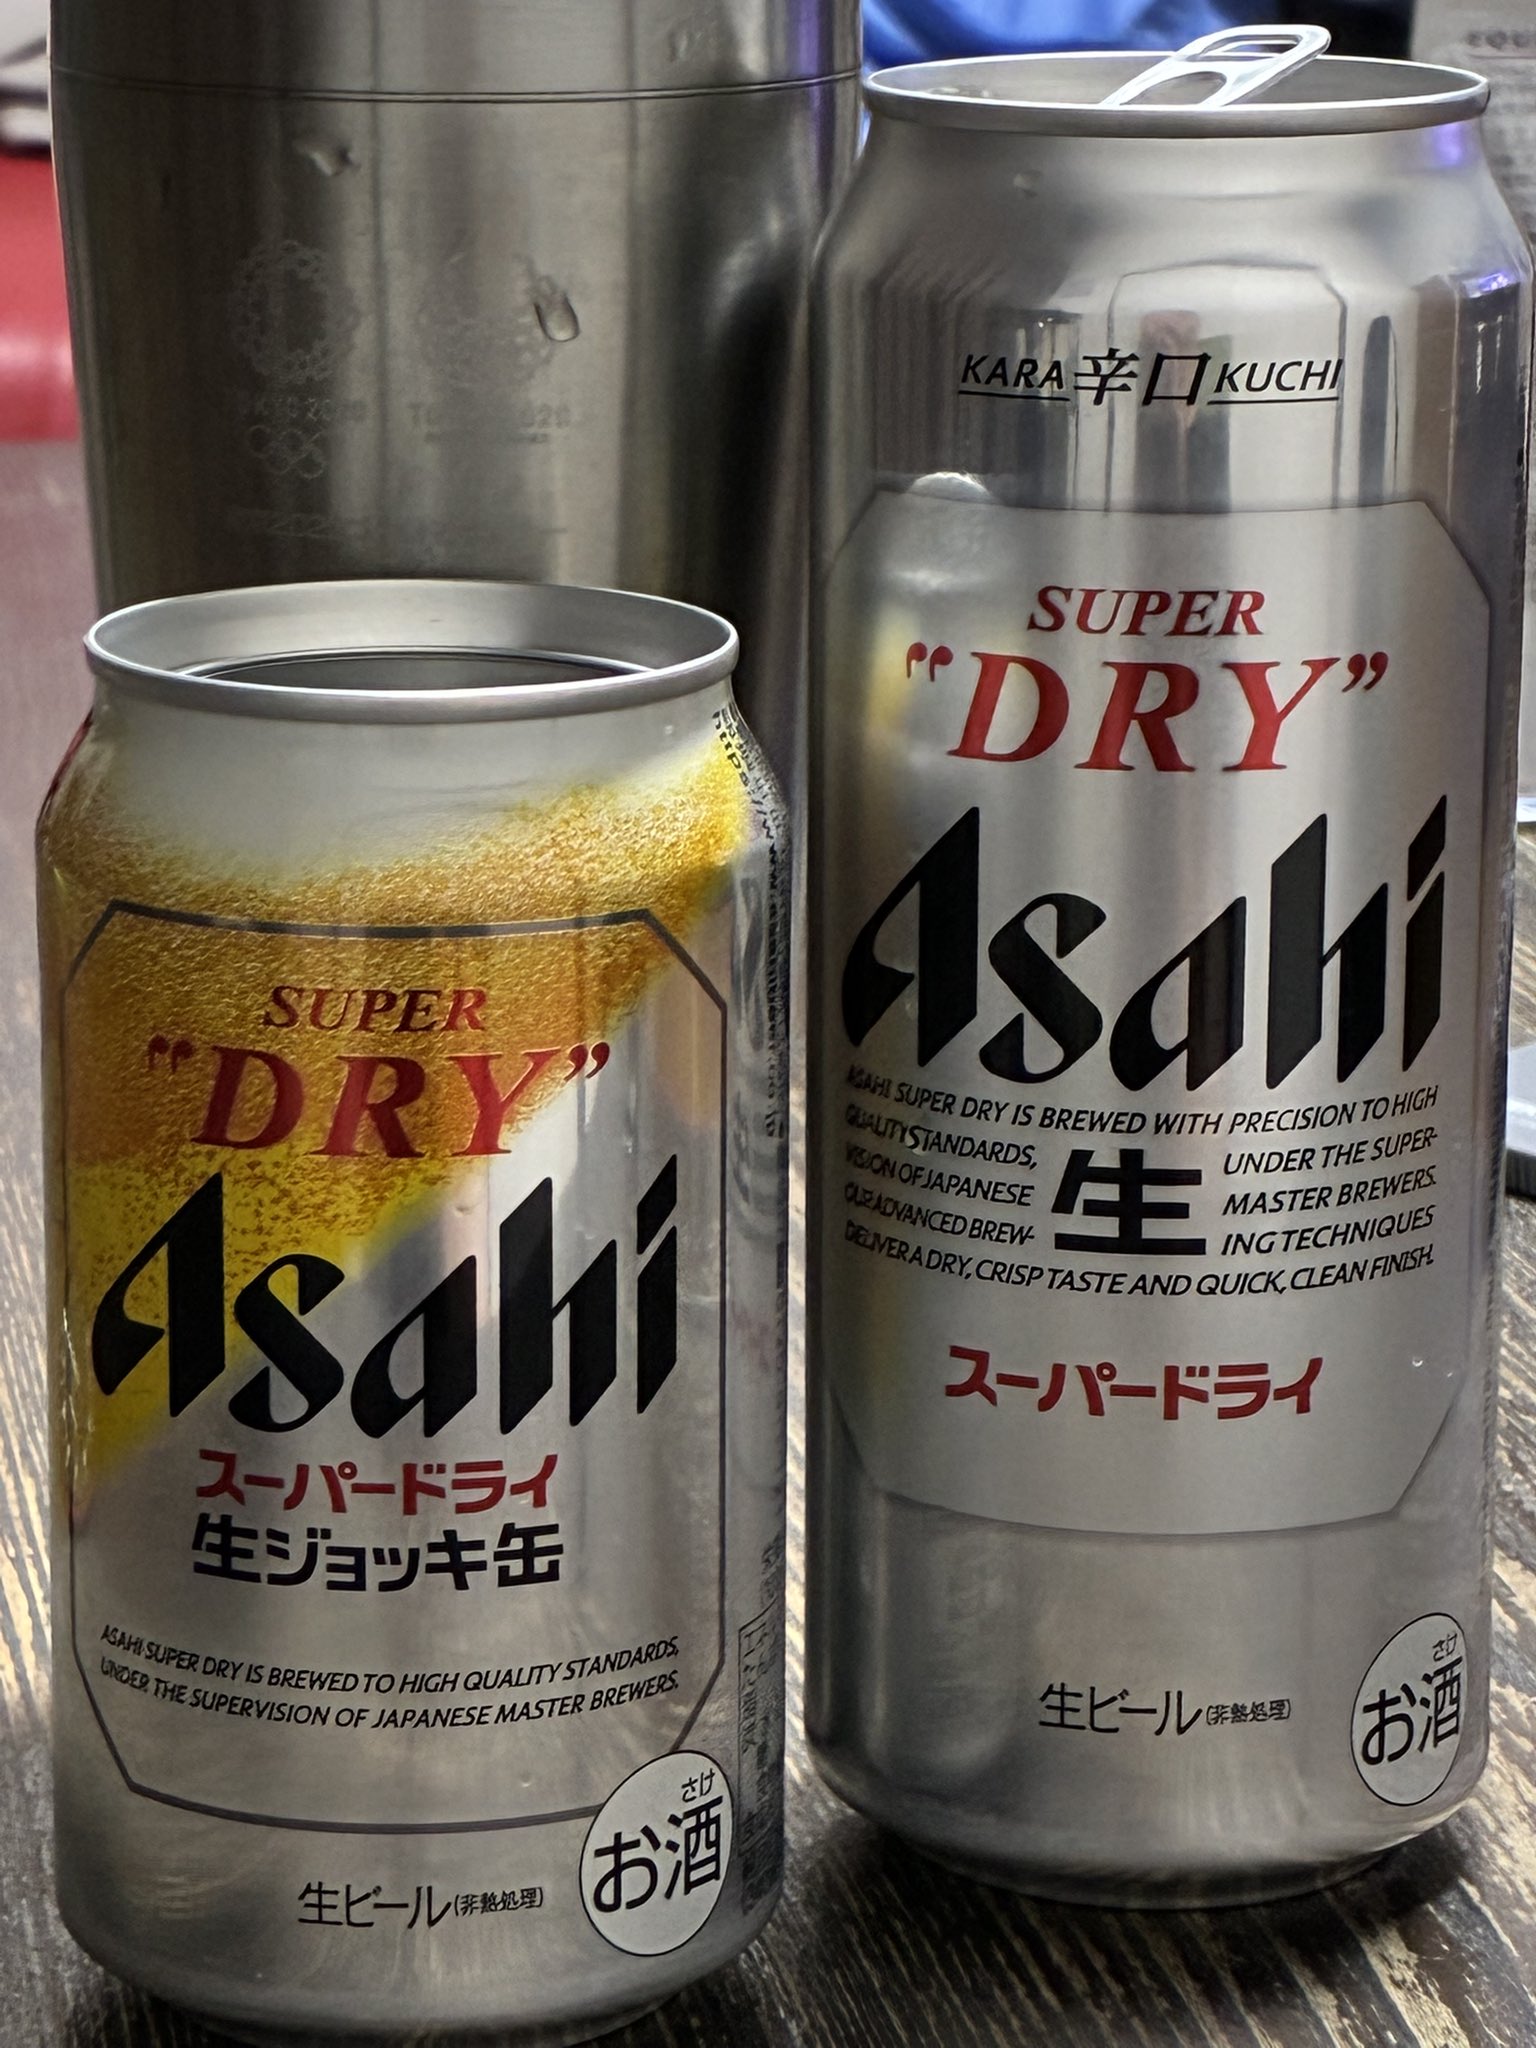 SUPER
"DRY"
Asahi
スーパードライ
生ジョッキ缶
ASAHI SUPER DRY IS BREWED TO HIGH QUALITY STANDARDS,
UNDER THE SUPERVISION OF JAPANESE MASTER BREWERS.
生ビール(非熱処理)
さけ
お酒
KARA 辛口 KUCHI
SUPER
"DRY"
Asahi
ASAHI SUPER DRY IS BREWED WITH PRECISION TO HIGH
QUALITY STANDARDS, UNDER THE SUPER-
VISION OF JAPANESE MASTER BREWERS.
OUR ADVANCED BREW- ING TECHNIQUES
DELIVER A DRY, CRISP TASTE AND QUICK, CLEAN FINISH.
生
スーパードライ
生ビール(非熱処理)
さけ
お酒